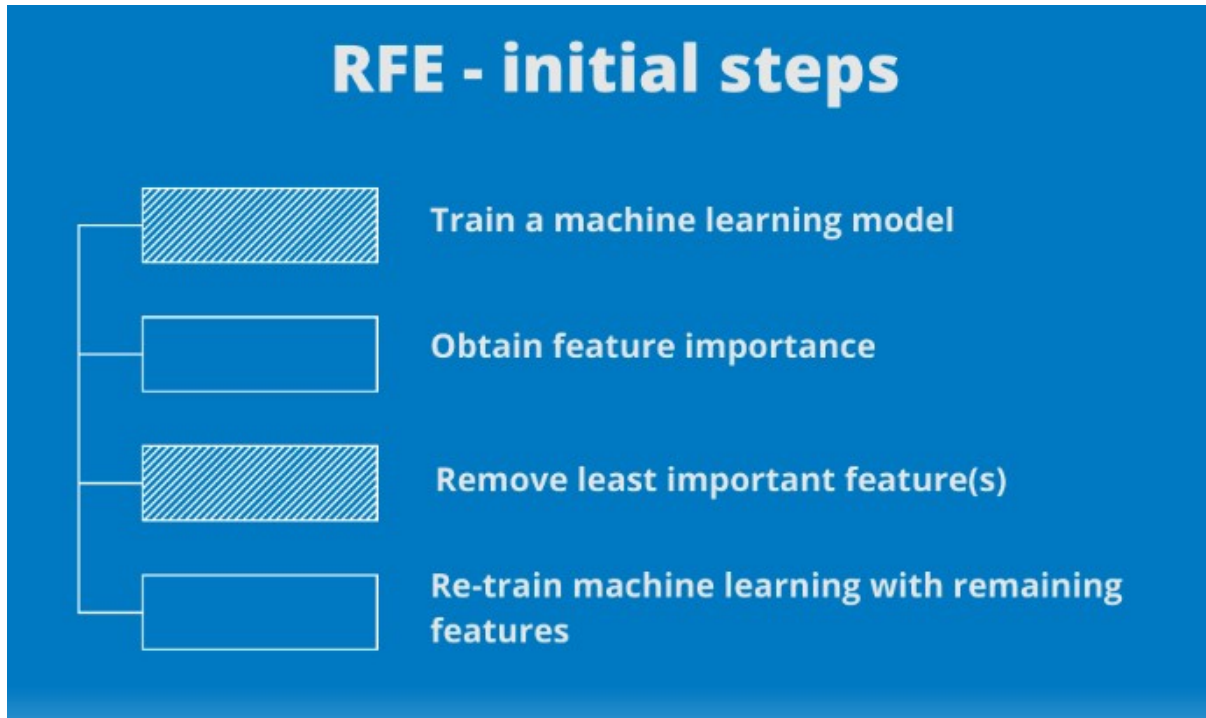 RFE - initial steps
Train a machine learning model
Obtain feature importance
Remove least important feature(s)
Re-train machine learning with remaining
features